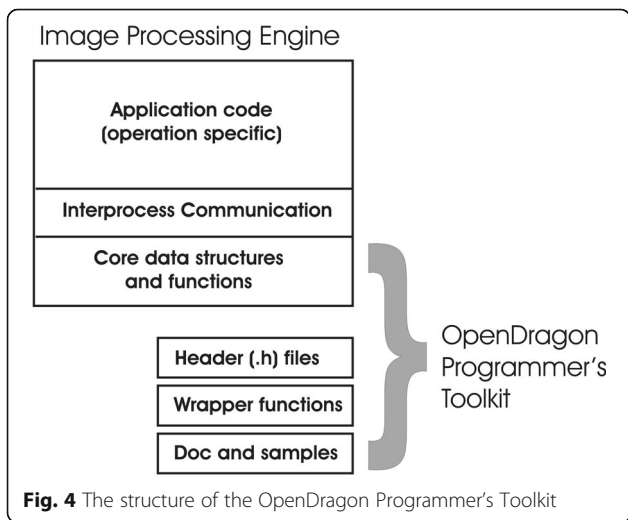 Image Processing Engine
Application code
(operation specific)
Interprocess Communication
Core data structures
and functions
Header (.h) files
Wrapper functions
Doc and samples
OpenDragon
Programmer's
Toolkit
Fig. 4 The structure of the OpenDragon Programmer's Toolkit